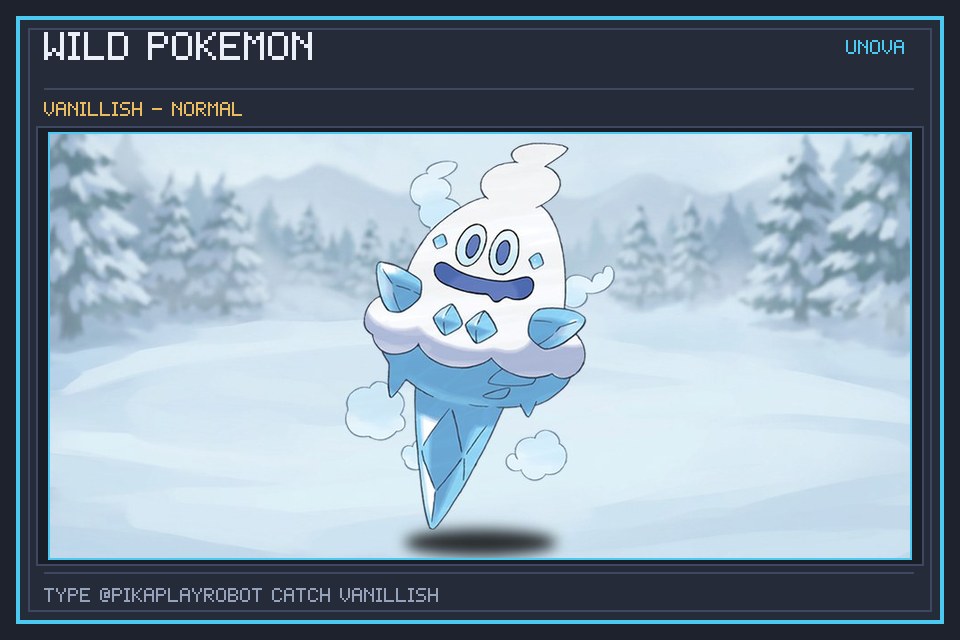 WILD POKEMON
UNOVA
VANILLISH - NORMAL
TYPE @PIKAPLAYROBOT CATCH VANILLISH